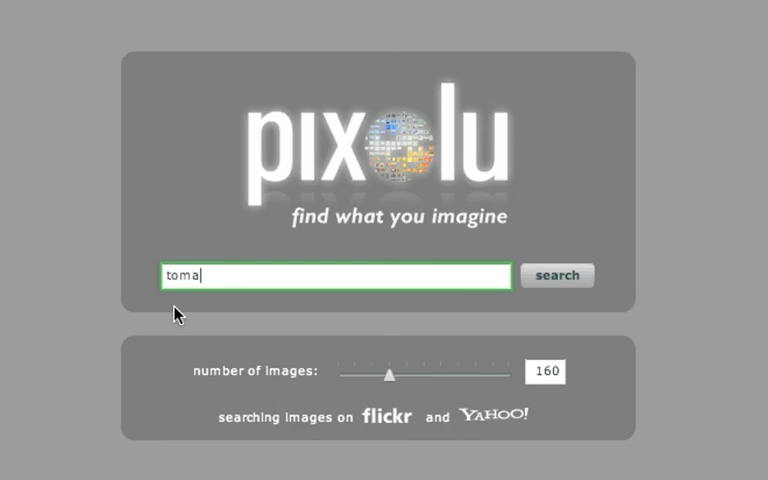 pixolu
find what you imagine
toma
search
number of images: 160
searching images on flickr and YAHOO!